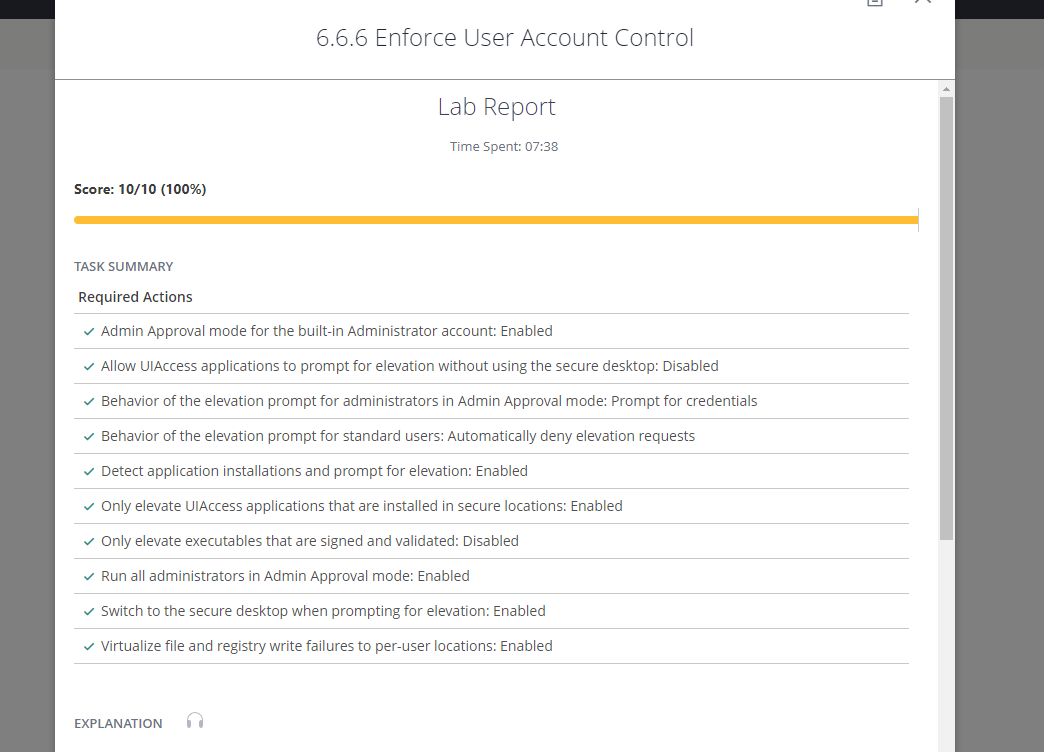 6.6.6 Enforce User Account Control
Lab Report
Time Spent: 07:38
Score: 10/10 (100%)
TASK SUMMARY
Required Actions
Admin Approval mode for the built-in Administrator account: Enabled
Allow UIAccess applications to prompt for elevation without using the secure desktop: Disabled
Behavior of the elevation prompt for administrators in Admin Approval mode: Prompt for credentials
Behavior of the elevation prompt for standard users: Automatically deny elevation requests
Detect application installations and prompt for elevation: Enabled
Only elevate UIAccess applications that are installed in secure locations: Enabled
Only elevate executables that are signed and validated: Disabled
Run all administrators in Admin Approval mode: Enabled
Switch to the secure desktop when prompting for elevation: Enabled
Virtualize file and registry write failures to per-user locations: Enabled
EXPLANATION